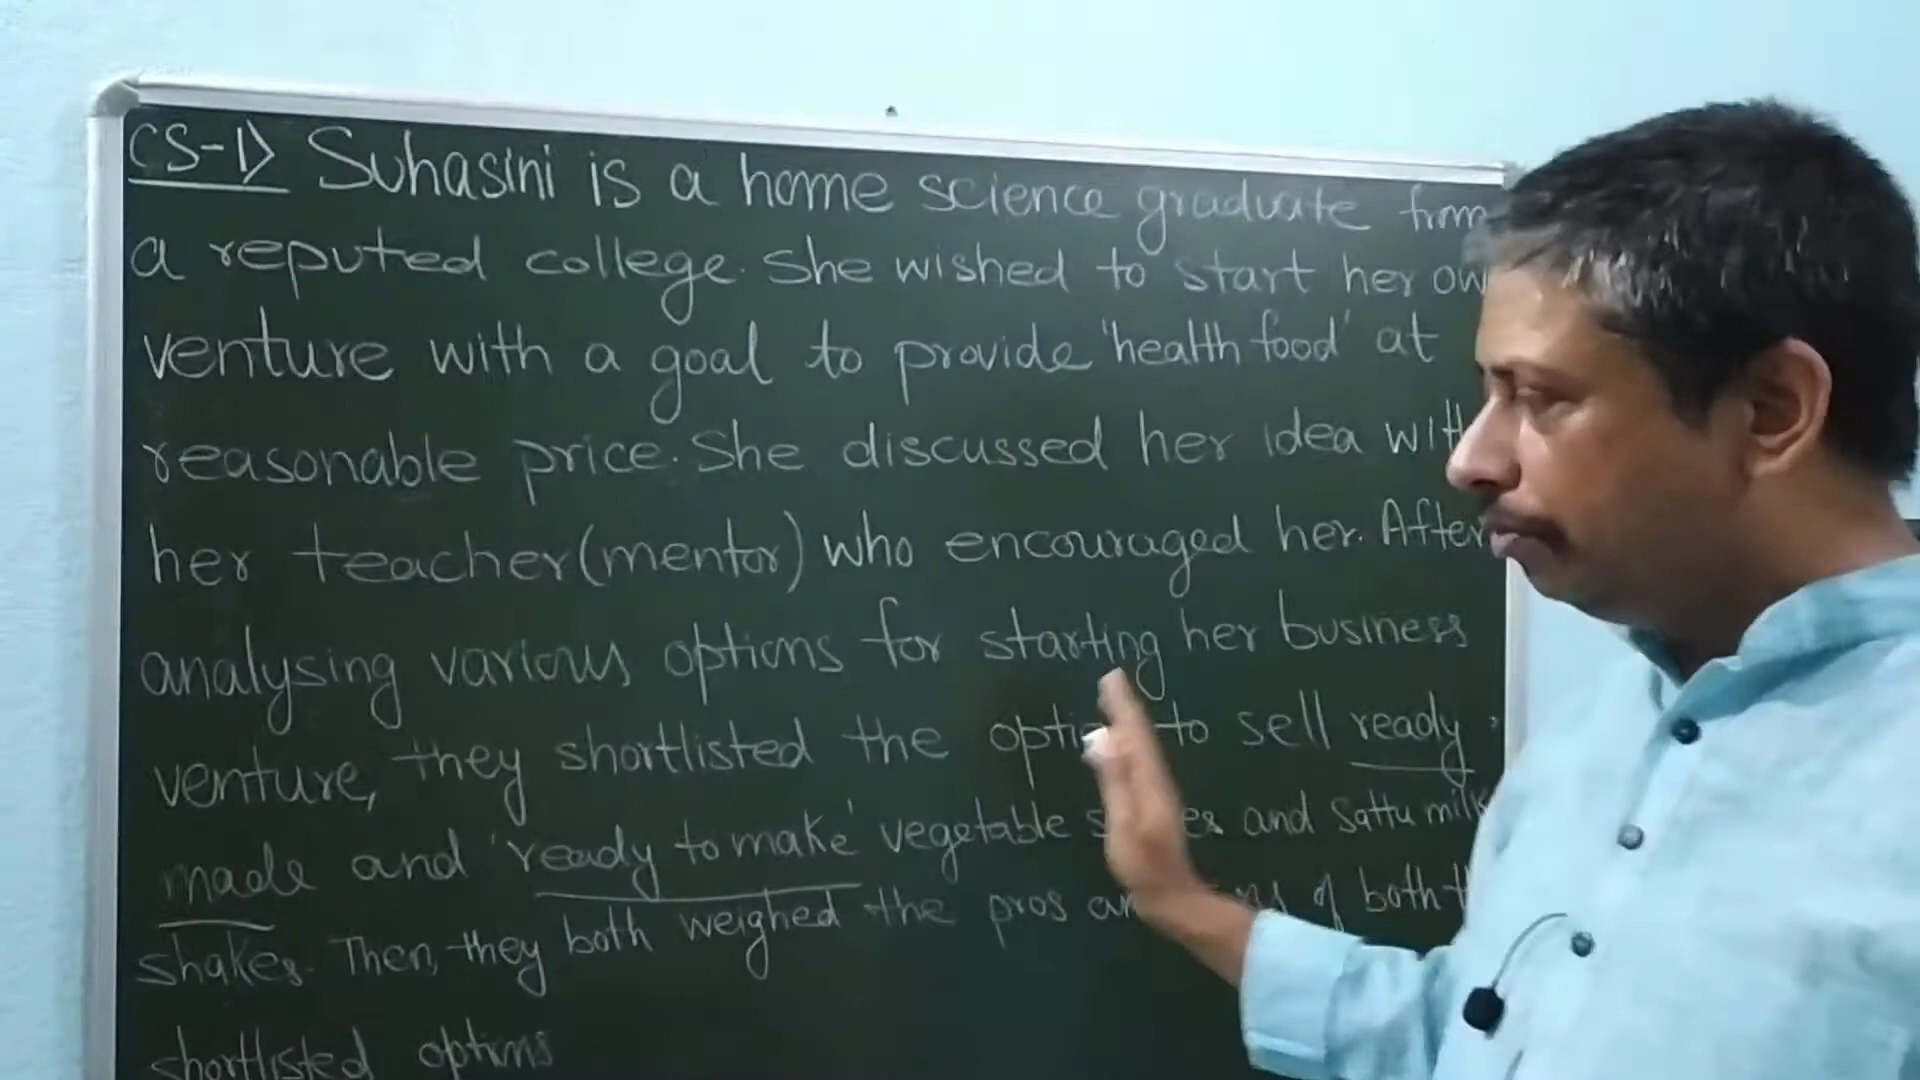 CS-1> Suhasini is a home science graduate from
a reputed college. She wished to start her ow
venture with a goal to provide 'health food' at
reasonable price. She discussed her idea with
her teacher(mentor) who encouraged her. After
analysing various options for starting her business
venture, they shortlisted the opti to sell ready
made and 'ready to make' vegetable and Sattu milk
shakes. Then, they both weighed the pros an of both
shortlisted options